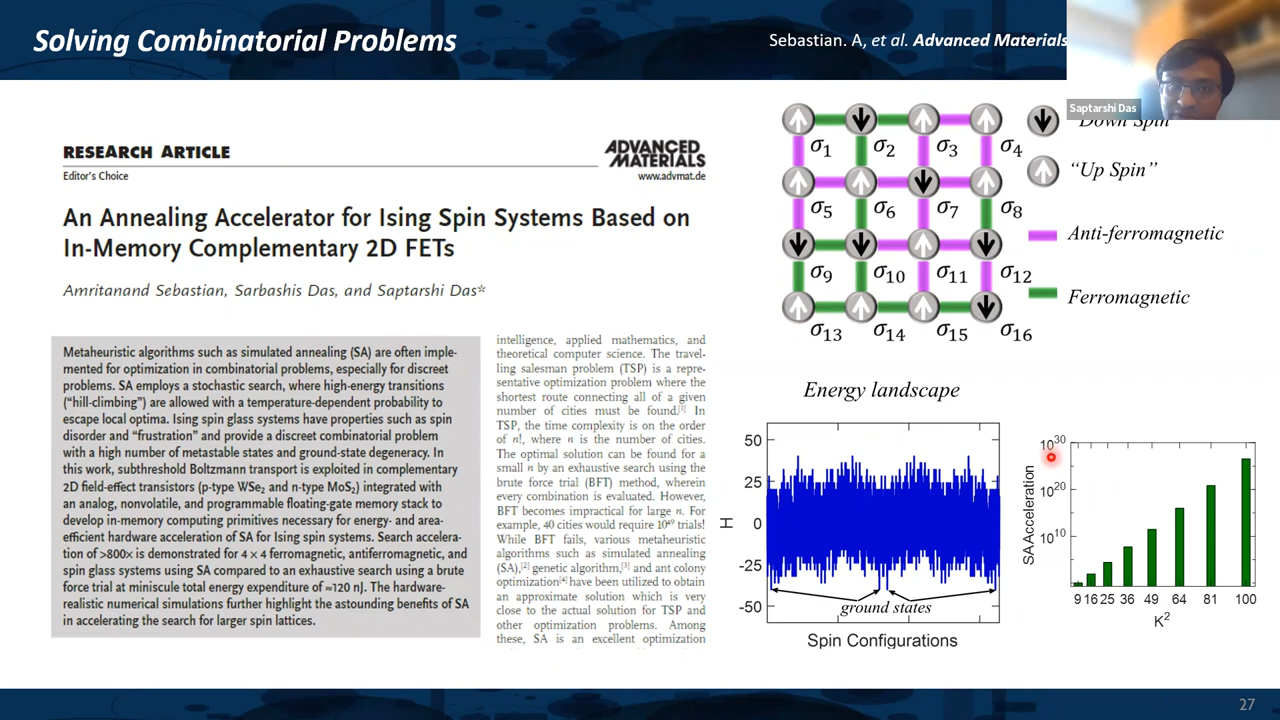 Solving Combinatorial Problems
Sebastian. A, et al. Advanced Materials
Saptarshi Das
RESEARCH ARTICLE
Editor's Choice
ADVANCED
MATERIALS
www.advmat.de
An Annealing Accelerator for Ising Spin Systems Based on
In-Memory Complementary 2D FETs
Amritanand Sebastian, Sarbashis Das, and Saptarshi Das*
Metaheuristic algorithms such as simulated annealing (SA) are often imple-
mented for optimization in combinatorial problems, especially for discreet
problems. SA employs a stochastic search, where high-energy transitions
("hill-climbing") are allowed with a temperature-dependent probability to
escape local optima. Ising spin glass systems have properties such as spin
disorder and "frustration" and provide a discreet combinatorial problem
with a high number of metastable states and ground-state degeneracy. In
this work, subthreshold Boltzmann transport is exploited in complementary
2D field-effect transistors (p-type WSe₂ and n-type MoS₂) integrated with
an analog, nonvolatile, and programmable floating-gate memory stack to
develop in-memory computing primitives necessary for energy- and area-
efficient hardware acceleration of SA for Ising spin systems. Search accelera-
tion of >800× is demonstrated for 4 × 4 ferromagnetic, antiferromagnetic, and
spin glass systems using SA compared to an exhaustive search using a brute
force trial at miniscule total energy expenditure of ≈120 nJ. The hardware-
realistic numerical simulations further highlight the astounding benefits of SA
in accelerating the search for larger spin lattices.
intelligence, applied mathematics, and
theoretical computer science. The travel-
ling salesman problem (TSP) is a repre-
sentative optimization problem where the
shortest route connecting all of a given
number of cities must be found.[1] In
TSP, the time complexity is on the order
of n!, where n is the number of cities.
The optimal solution can be found for a
small n by an exhaustive search using the
brute force trial (BFT) method, wherein
every combination is evaluated. However,
BFT becomes impractical for large n. For
example, 40 cities would require 10⁴⁹ trials!
While BFT fails, various metaheuristic
algorithms such as simulated annealing
(SA),[2] genetic algorithm,[3] and ant colony
optimization[4] have been utilized to obtain
an approximate solution which is very
close to the actual solution for TSP and
other optimization problems. Among
these, SA is an excellent optimization
σ1 σ2 σ3 σ4
σ5 σ6 σ7 σ8
σ9 σ10 σ11 σ12
σ13 σ14 σ15 σ16
"Down Spin"
"Up Spin"
Anti-ferromagnetic
Ferromagnetic
Energy landscape
50
25
0
-25
-50
H
ground states
Spin Configurations
10³⁰
10²⁰
10¹⁰
SA Acceleration
9 16 25 36 49 64 81 100
K²
27